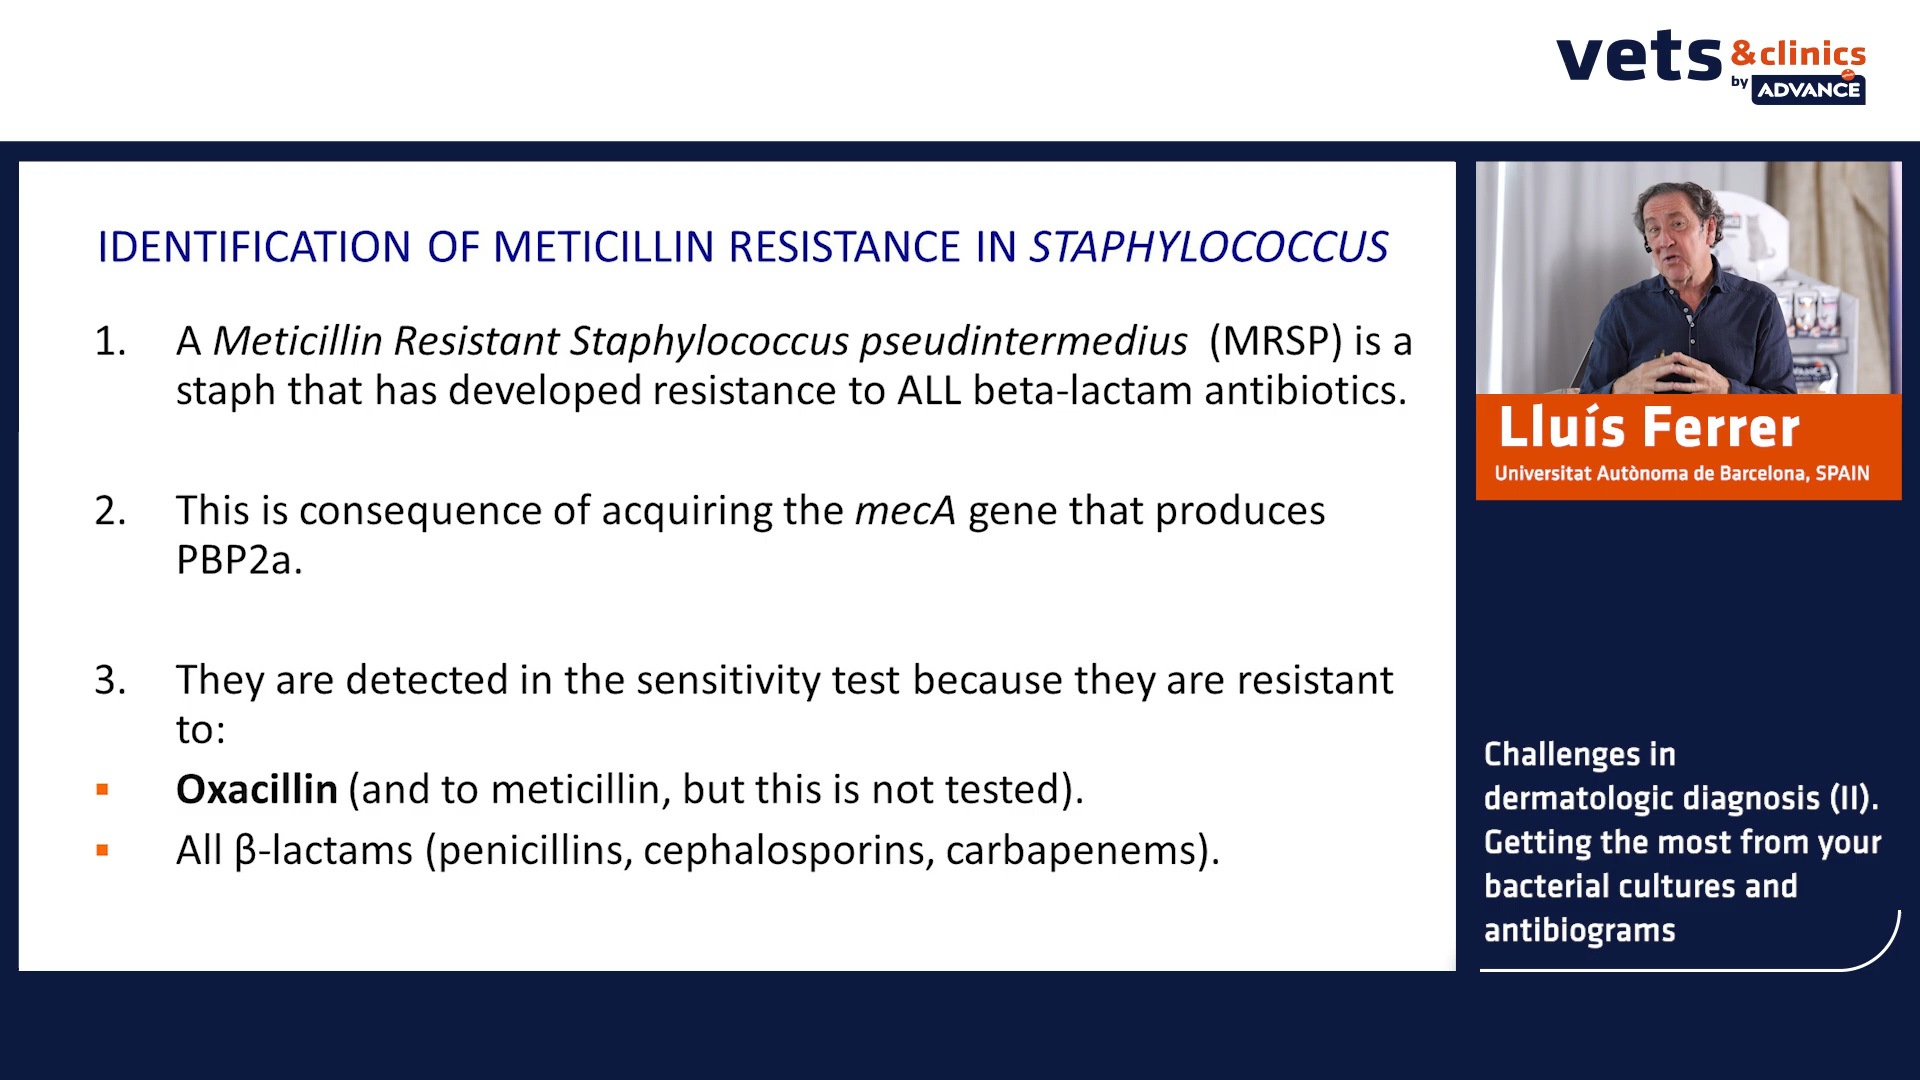 vets & clinics
by ADVANCE
IDENTIFICATION OF METICILLIN RESISTANCE IN STAPHYLOCOCCUS
1. A Meticillin Resistant Staphylococcus pseudintermedius (MRSP) is a
staph that has developed resistance to ALL beta-lactam antibiotics.
2. This is consequence of acquiring the mecA gene that produces
PBP2a.
3. They are detected in the sensitivity test because they are resistant
to:
▪ Oxacillin (and to meticillin, but this is not tested).
▪ All β-lactams (penicillins, cephalosporins, carbapenems).
Lluís Ferrer
Universitat Autònoma de Barcelona, SPAIN
Challenges in
dermatologic diagnosis (II).
Getting the most from your
bacterial cultures and
antibiograms